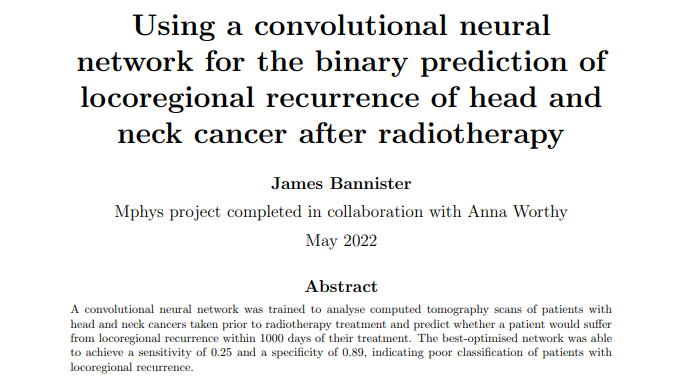 Using a convolutional neural
network for the binary prediction of
locoregional recurrence of head and
neck cancer after radiotherapy
James Bannister
Mphys project completed in collaboration with Anna Worthy
May 2022
Abstract
A convolutional neural network was trained to analyse computed tomography scans of patients with
head and neck cancers taken prior to radiotherapy treatment and predict whether a patient would suffer
from locoregional recurrence within 1000 days of their treatment. The best-optimised network was able
to achieve a sensitivity of 0.25 and a specificity of 0.89, indicating poor classification of patients with
locoregional recurrence.